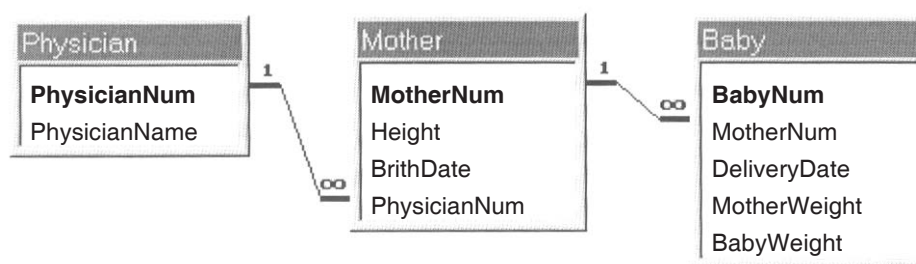 Physician
PhysicianNum
PhysicianName
1
∞
Mother
MotherNum
Height
BrithDate
PhysicianNum
1
∞
Baby
BabyNum
MotherNum
DeliveryDate
MotherWeight
BabyWeight